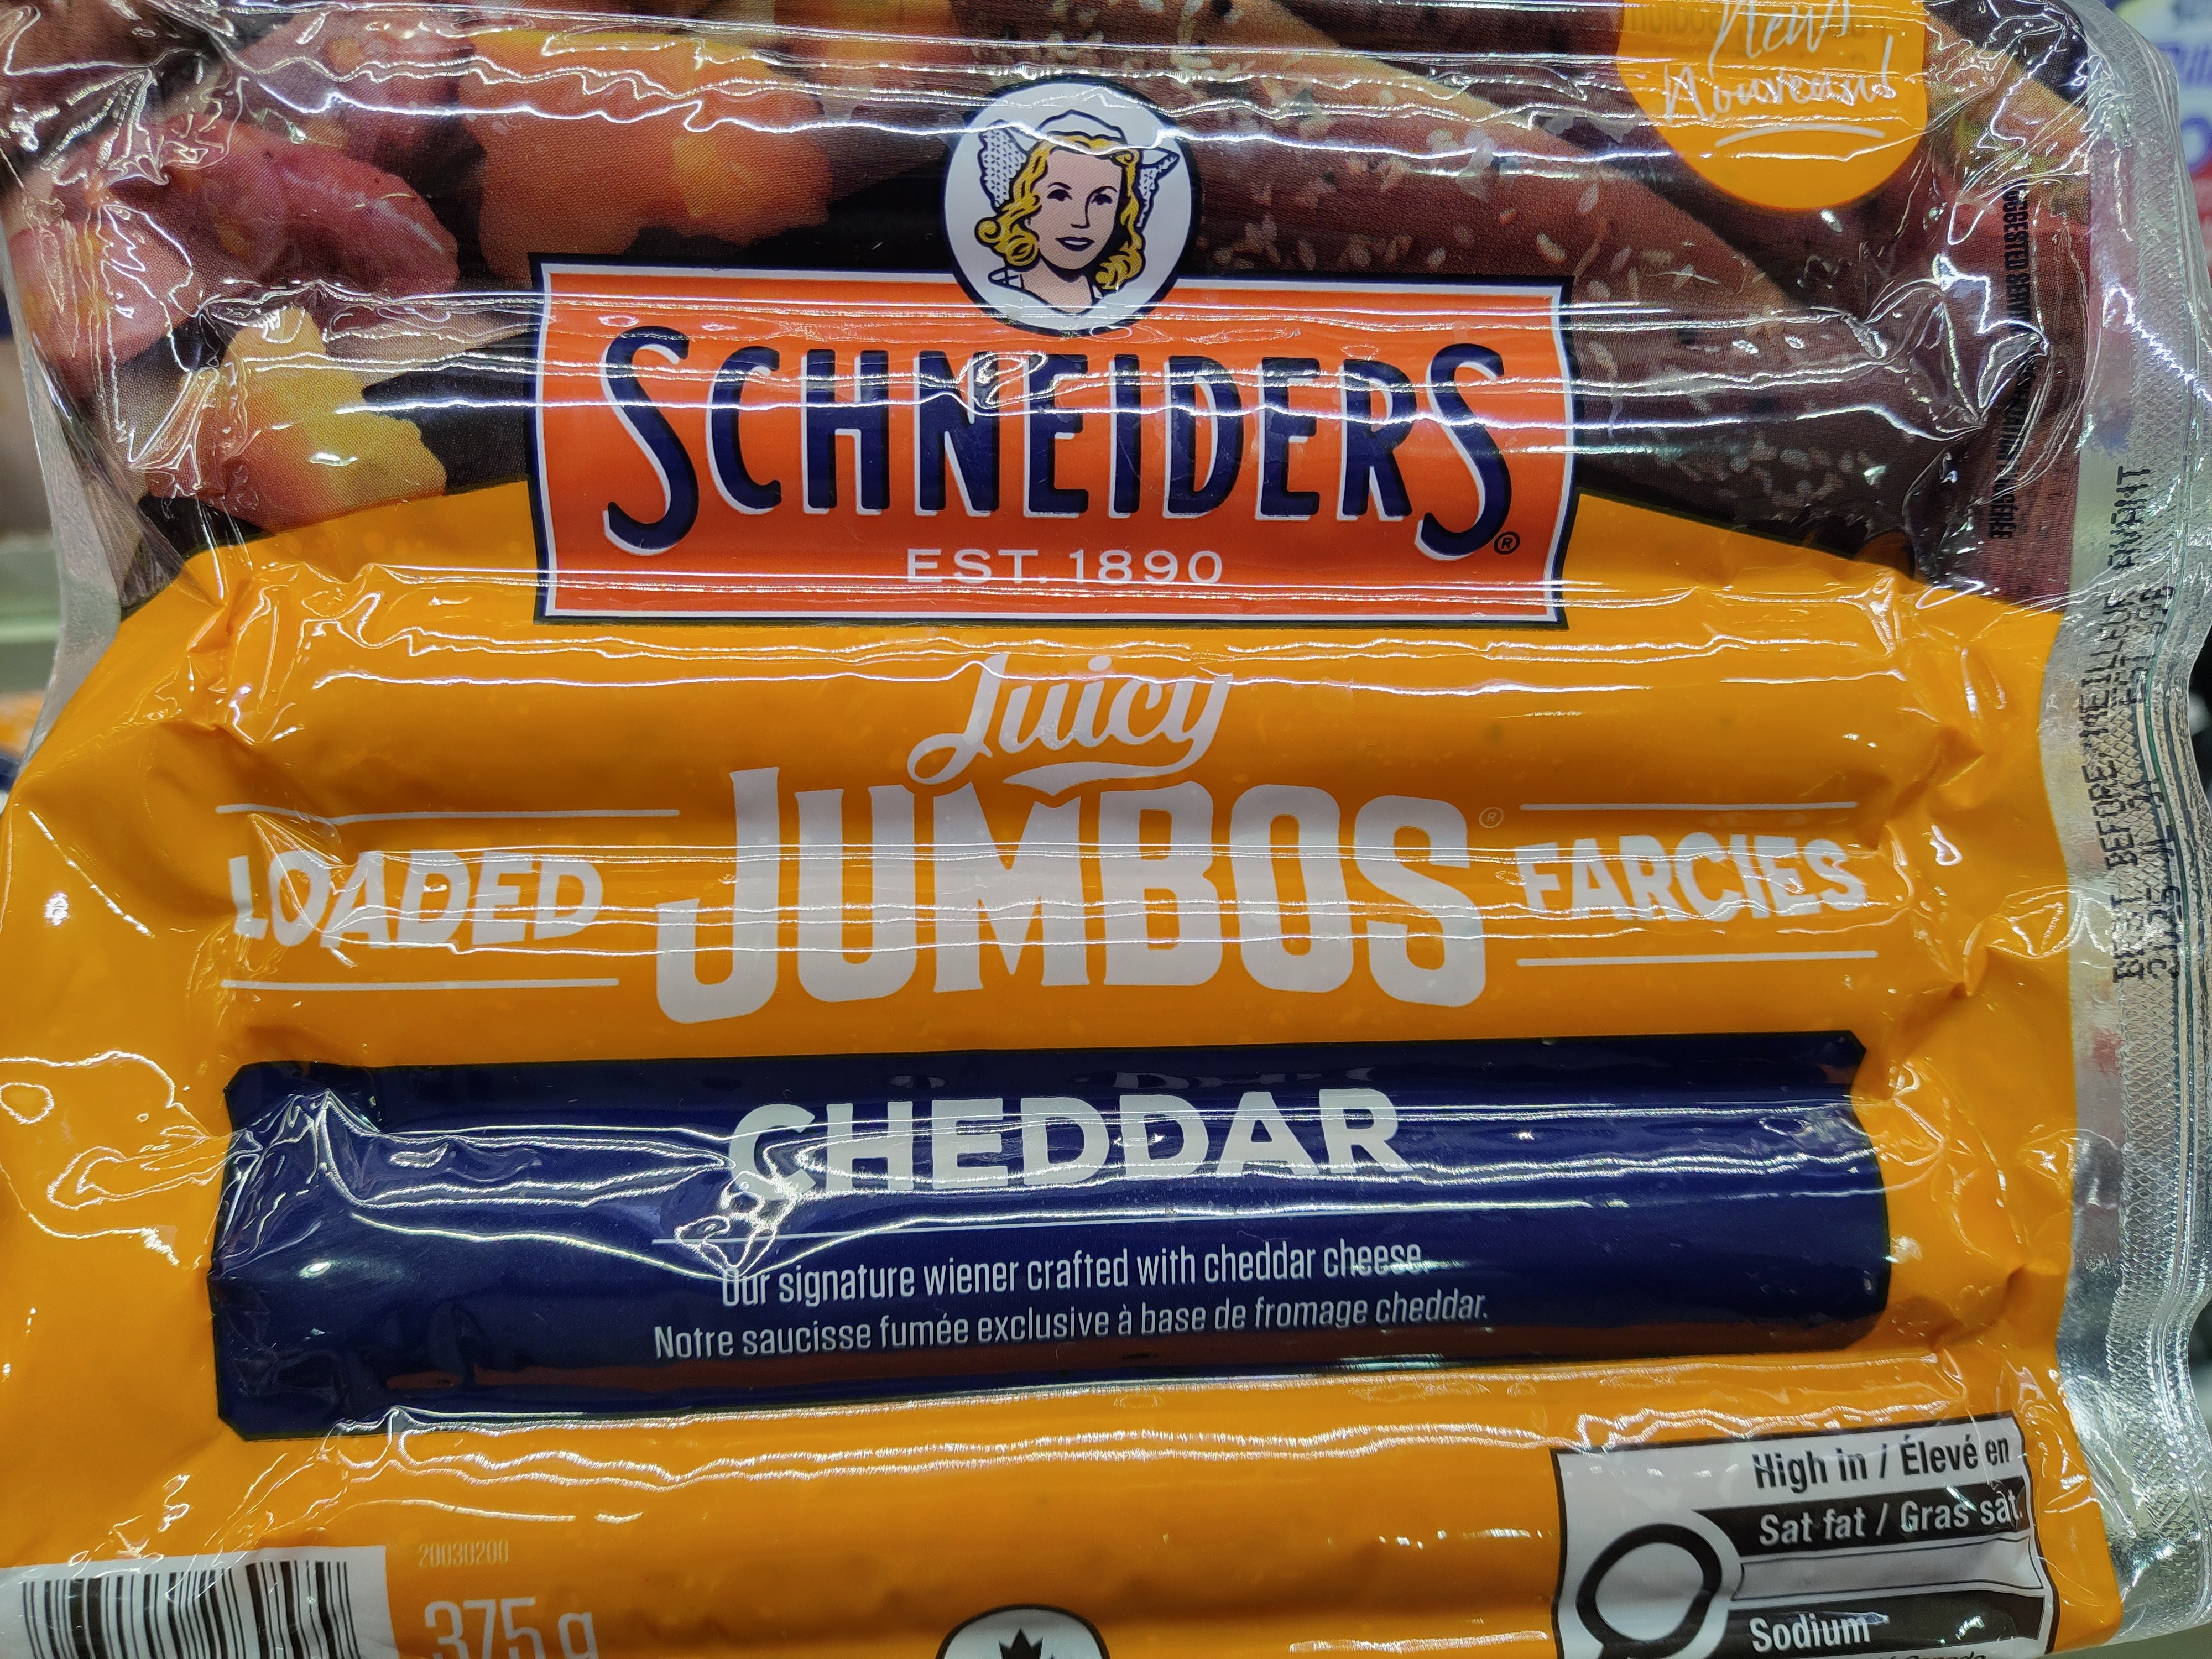 New!
Nouveau!
SCHNEIDERS®
EST. 1890
Juicy
LOADED JUMBOS® FARCIES
CHEDDAR
Our signature wiener crafted with cheddar cheese.
Notre saucisse fumée exclusive à base de fromage cheddar.
High in / Élevé en
Sat fat / Gras sat.
Sodium
20030200
375 g
BEST BEFORE/MEILLEUR AVANT
2025